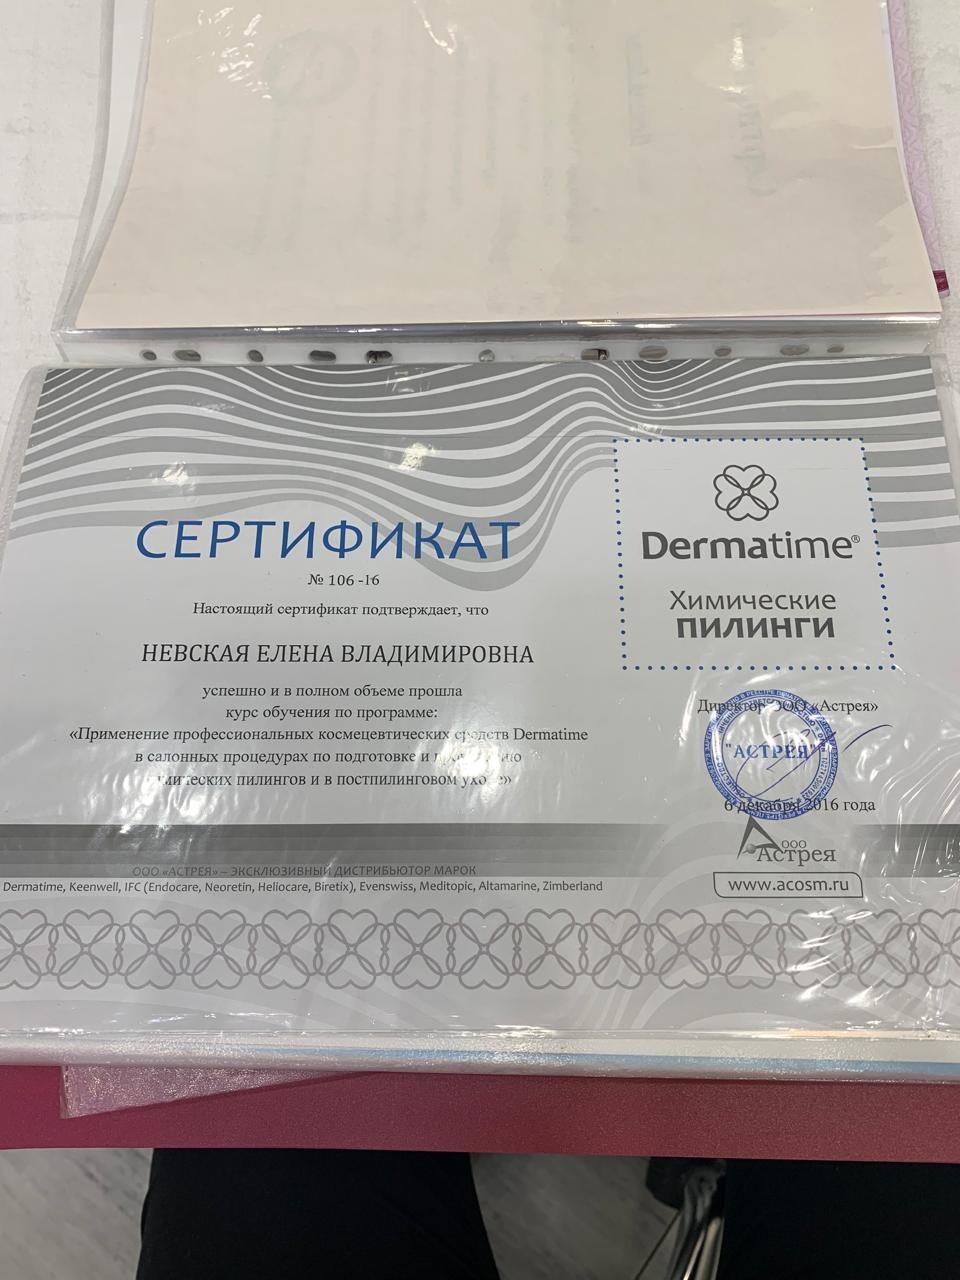 СЕРТИФИКАТ
№ 106 -16
Настоящий сертификат подтверждает, что
НЕВСКАЯ ЕЛЕНА ВЛАДИМИРОВНА
успешно и в полном объеме прошла
курс обучения по программе:
«Применение профессиональных космецевтических средств Dermatime
в салонных процедурах по подготовке и
пилингов и в постпилинговом уходе»
Dermatime®
Химические
ПИЛИНГИ
Директор ООО «Астрея»
"АСТРЕЯ"
6 декабря 2016 года
ООО
Астрея
www.acosm.ru
ООО «АСТРЕЯ» – ЭКСКЛЮЗИВНЫЙ ДИСТРИБЬЮТОР МАРОК
Dermatime, Keenwell, IFC (Endocare, Neoretin, Heliocare, Biretix), Evenswiss, Meditopic, Altamarine, Zimberland